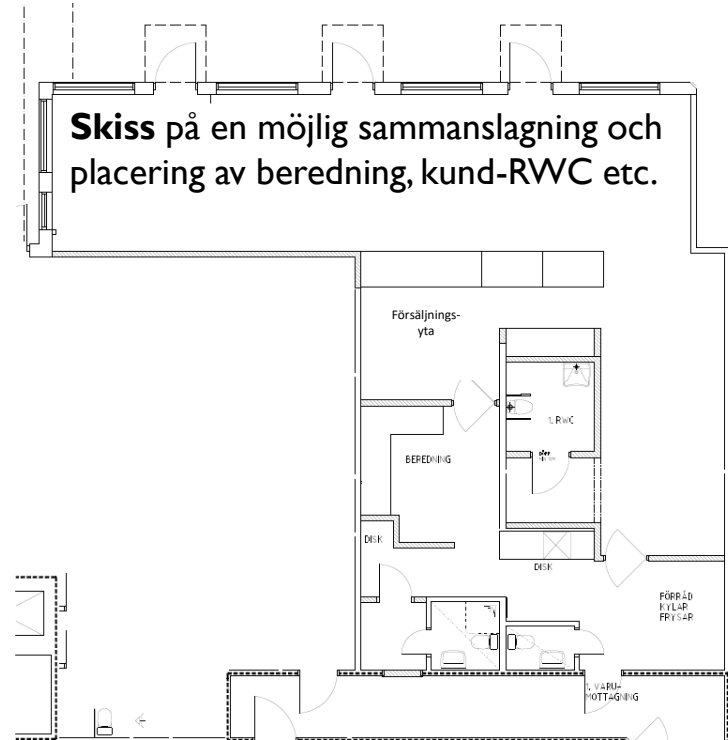 Skiss på en möjlig sammanslagning och
placering av beredning, kund-RWC etc.
Försäljnings-
yta
1. RWC
BEREDNING
DISK
DISK
FÖRRÅD
KYLAR
FRYSAR
1. VARU-
MOTTAGNING